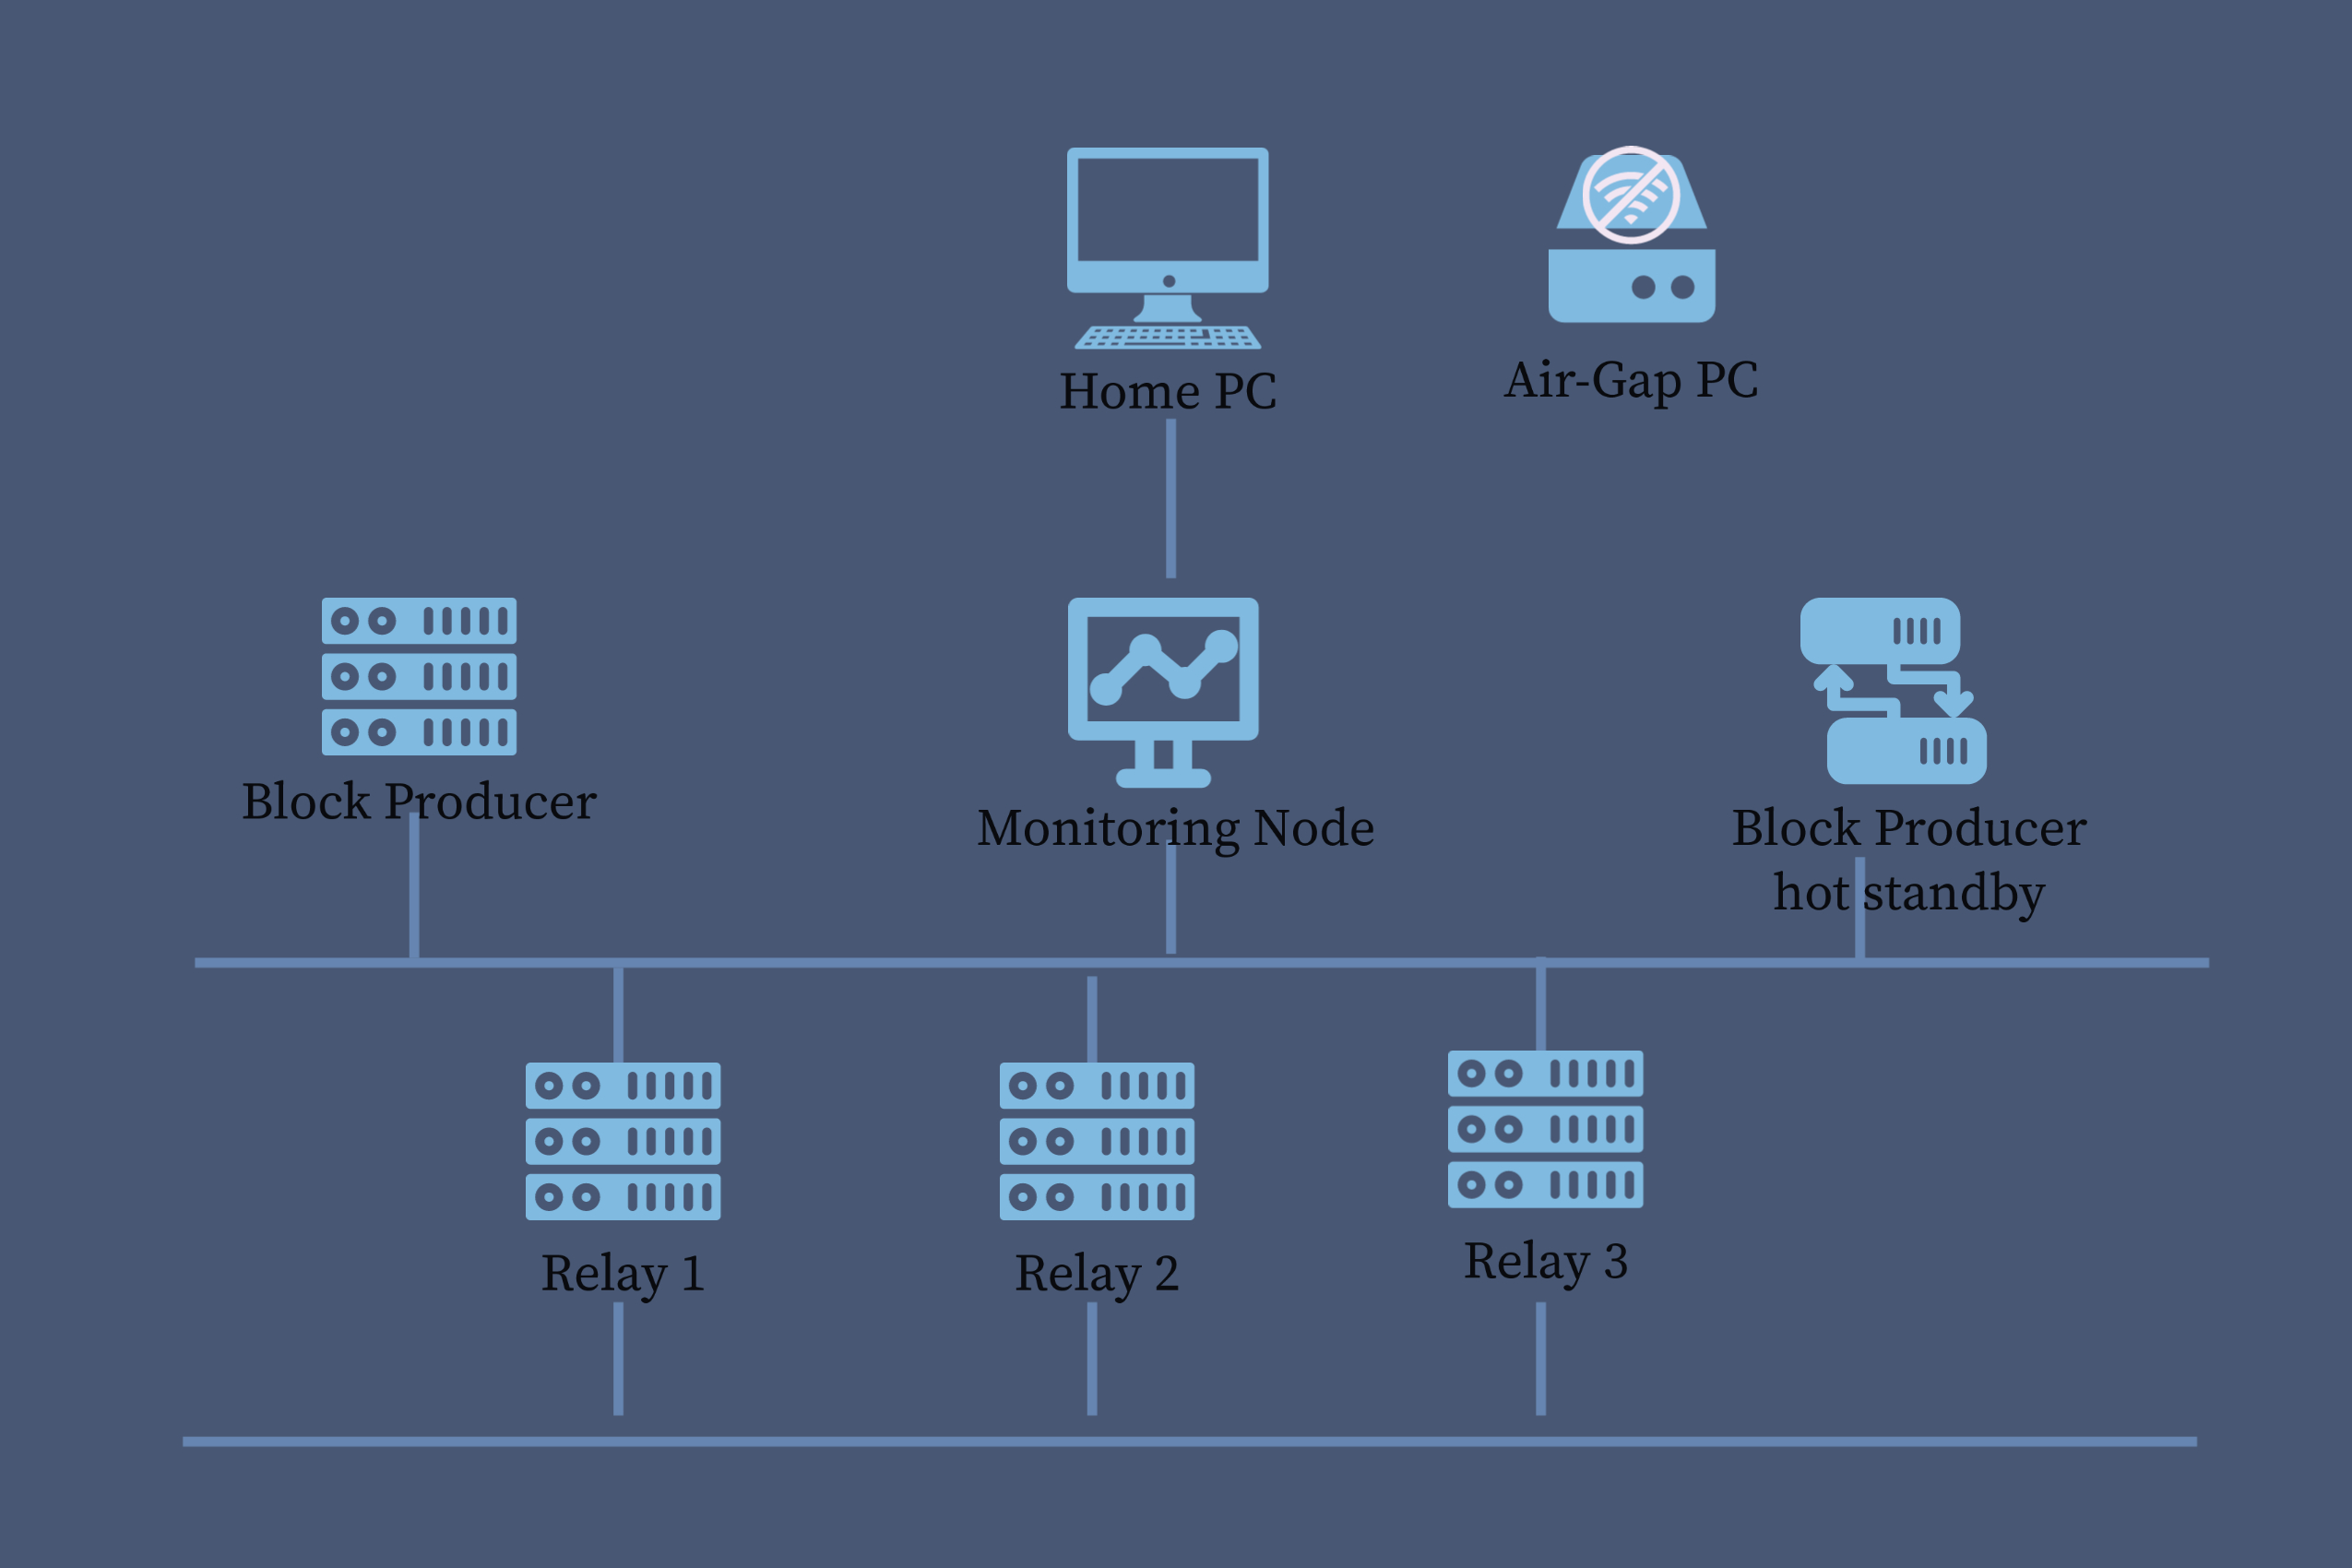 Home PC
Air-Gap PC
Block Producer
Monitoring Node
Block Producer
hot standby
Relay 1
Relay 2
Relay 3